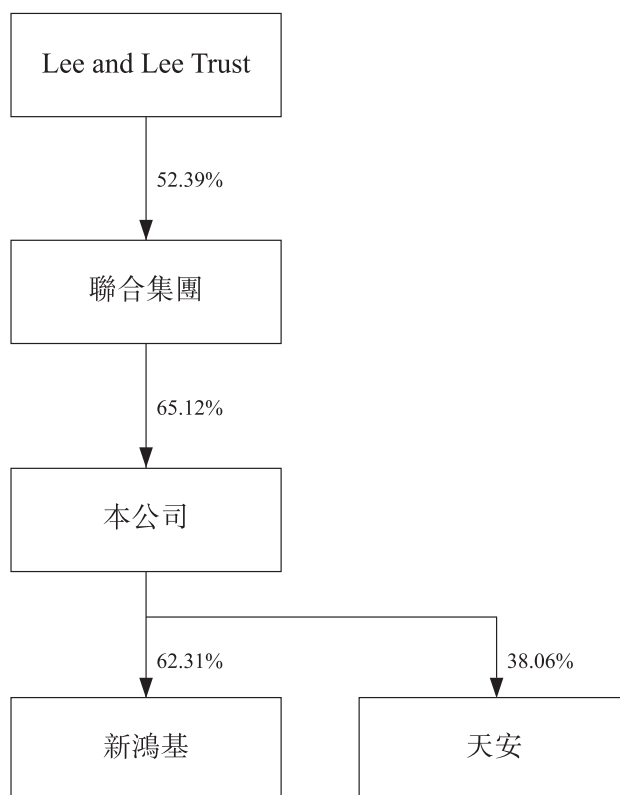 Lee and Lee Trust
52.39%
聯合集團
65.12%
本公司
62.31%
38.06%
新鴻基
天安